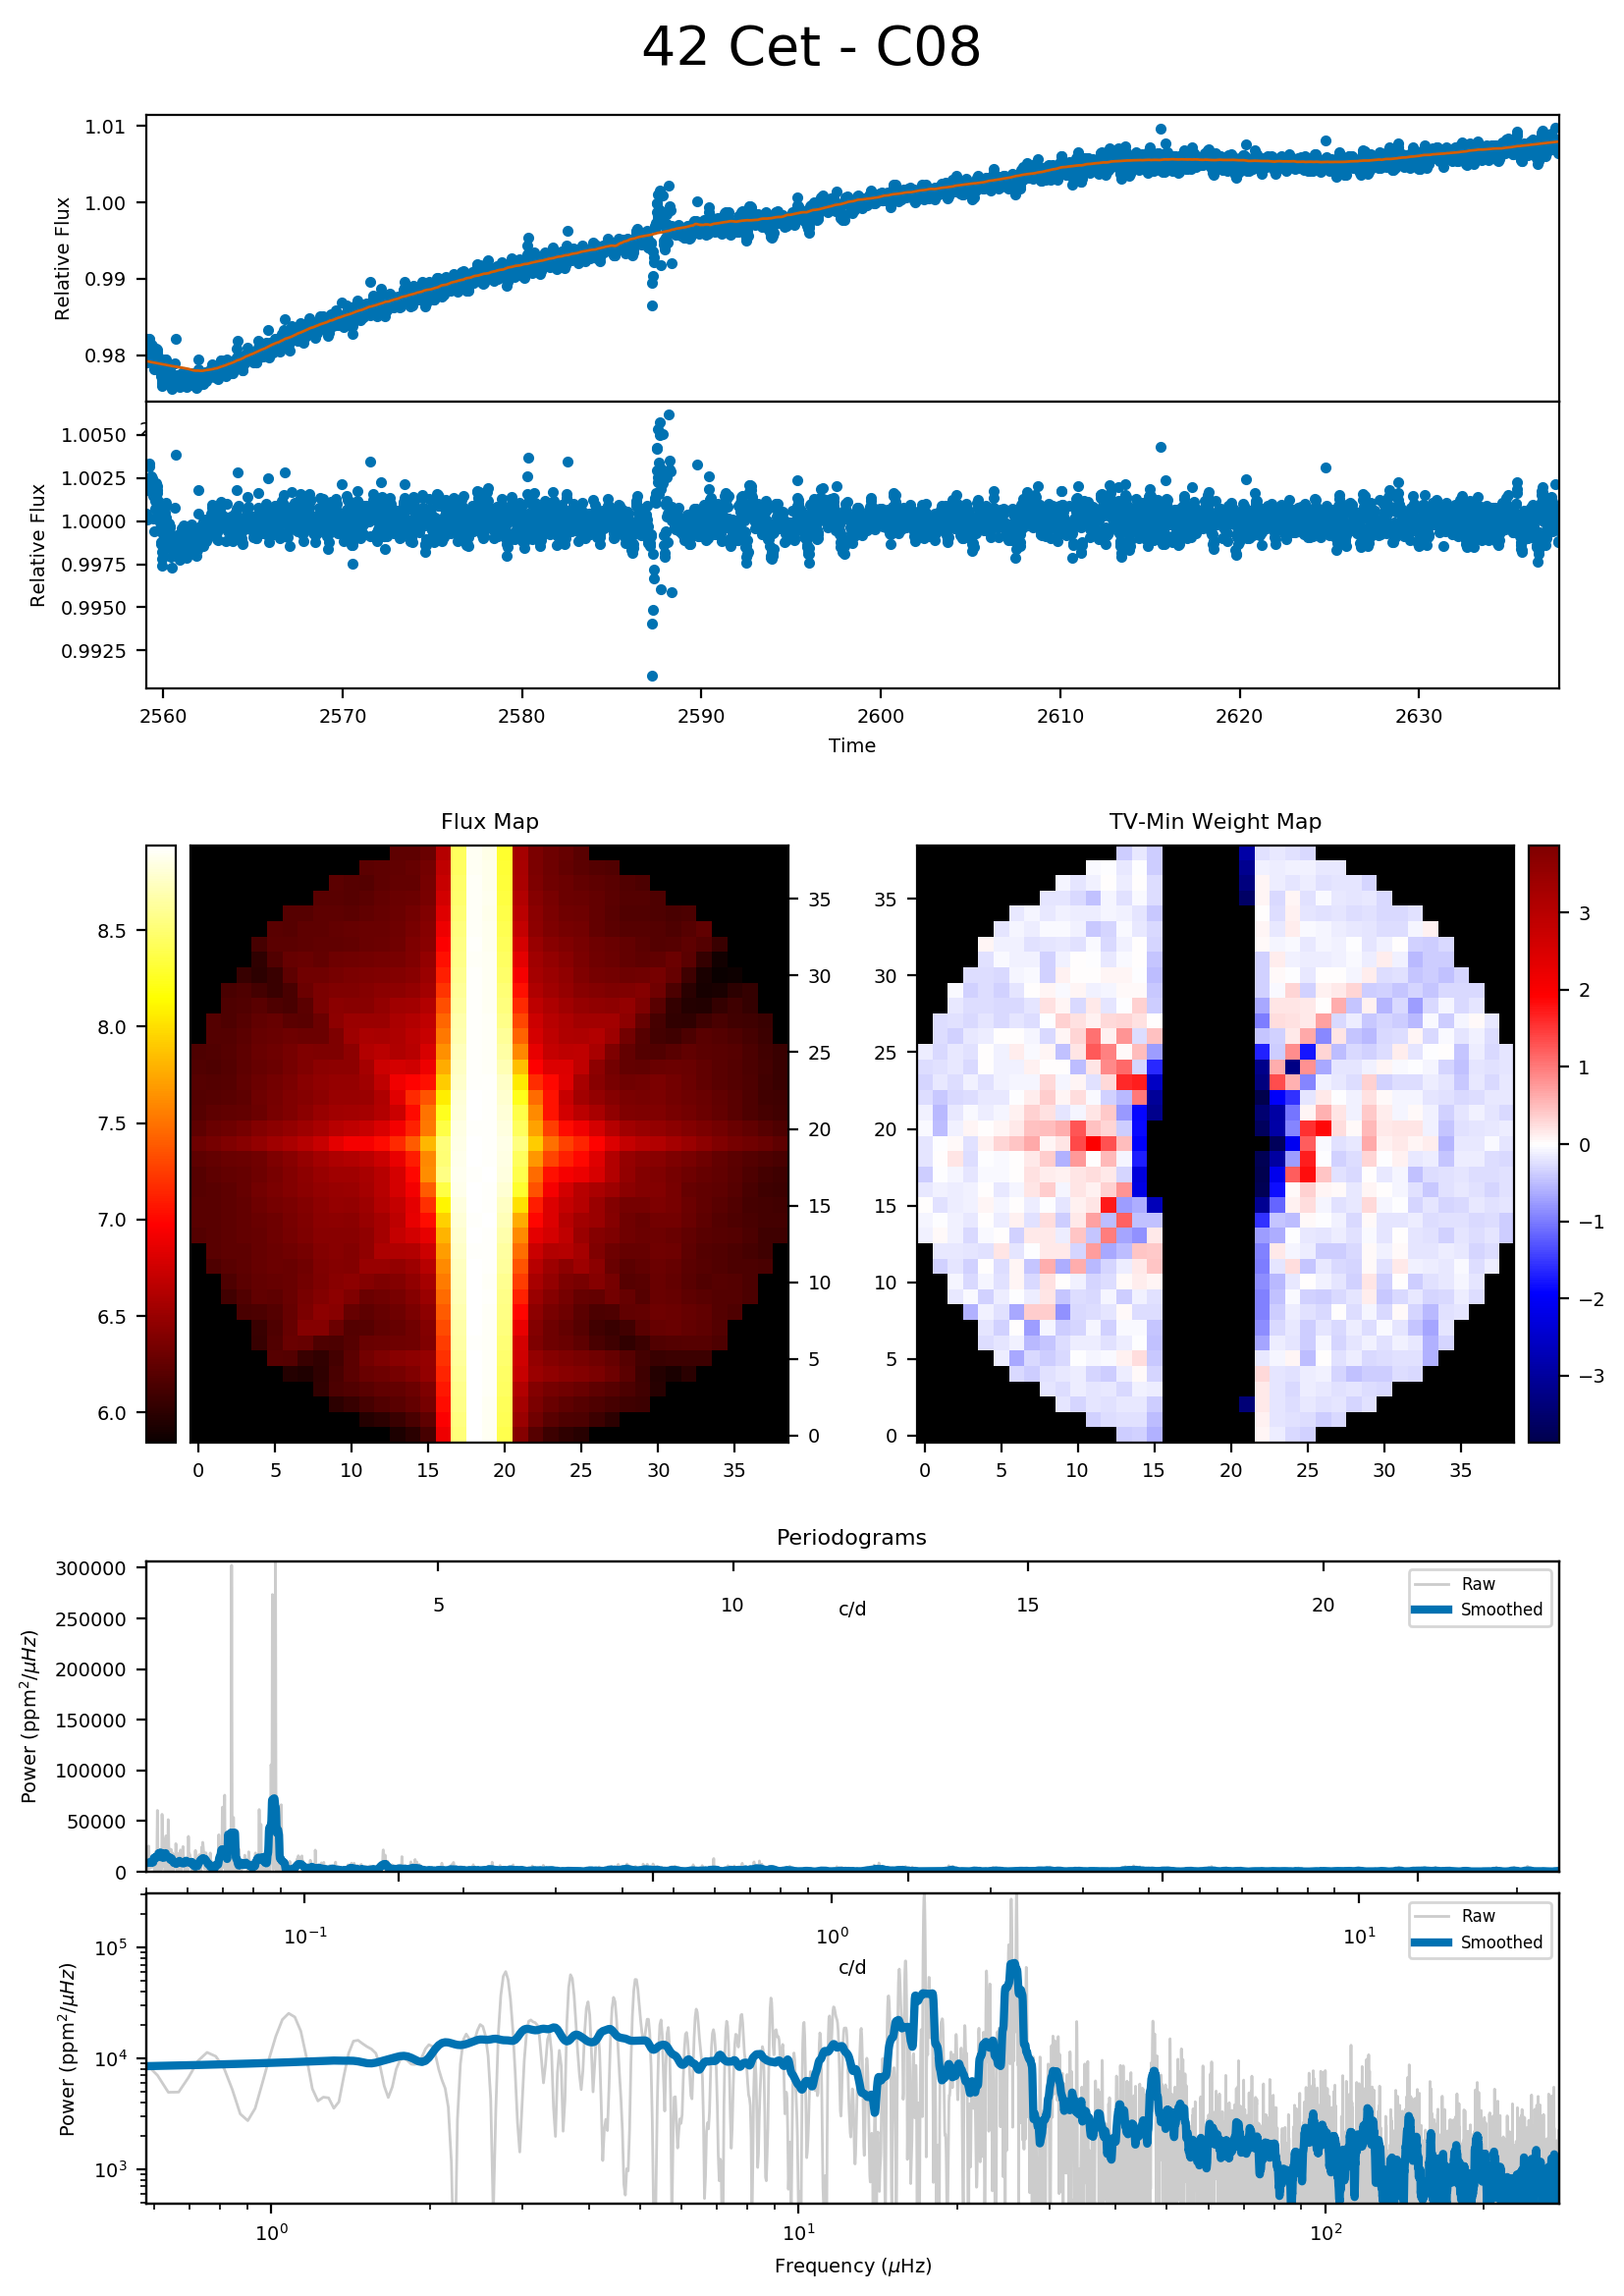 42 Cet - C08
1.01
1.00
0.99
0.98
Relative Flux
1.0050
1.0025
1.0000
0.9975
0.9950
0.9925
Relative Flux
2560 2570 2580 2590 2600 2610 2620 2630
Time
Flux Map
8.5
8.0
7.5
7.0
6.5
6.0
35
30
25
20
15
10
5
0
0 5 10 15 20 25 30 35
TV-Min Weight Map
35
30
25
20
15
10
5
0
0 5 10 15 20 25 30 35
3
2
1
0
−1
−2
−3
Periodograms
300000
250000
200000
150000
100000
50000
0
Power (ppm²/μHz)
5 10 15 20
c/d
Raw
Smoothed
10⁵
10⁴
10³
Power (ppm²/μHz)
10⁻¹ 10⁰ 10¹
c/d
Raw
Smoothed
10⁰ 10¹ 10²
Frequency (μHz)